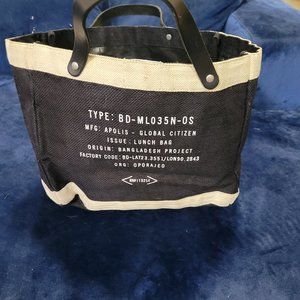 TYPE: BD-ML035N-OS
MFG: APOLIS - GLOBAL CITIZEN
ISSUE: LUNCH BAG
ORIGIN: BANGLADESH PROJECT
FACTORY CODE: BD-LAT23.3551/LON90.2843
ORG: OPORAJEO